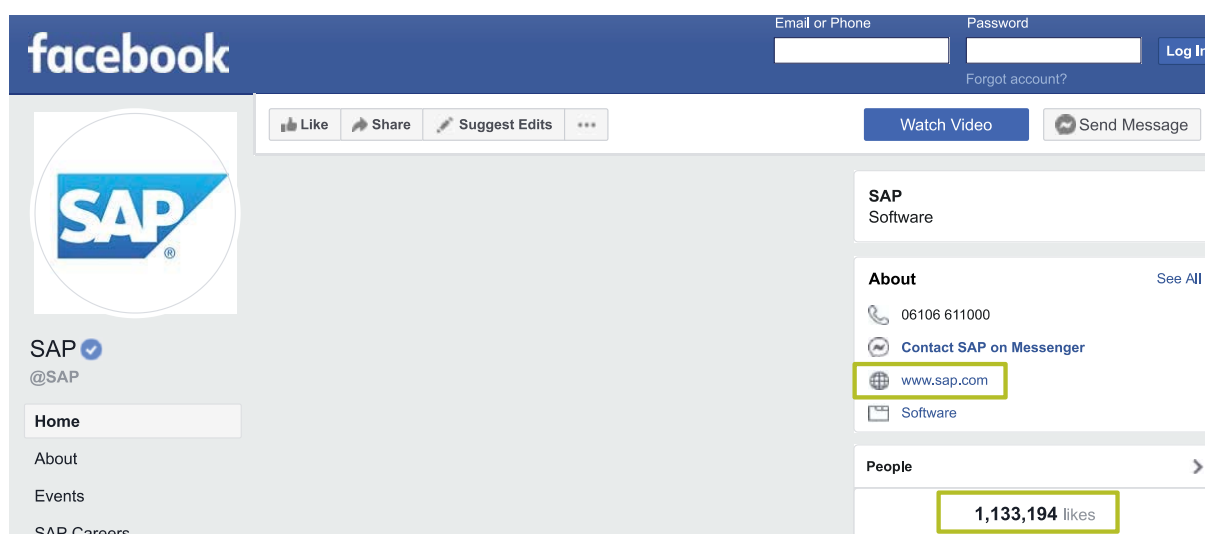 Email or Phone Password
facebook
Log In
Forgot account?
Like Share Suggest Edits ...
Watch Video Send Message
SAP
®
SAP
@SAP
Home
About
Events
SAP Careers
SAP
Software
About See All
06106 611000
Contact SAP on Messenger
www.sap.com
Software
People
1,133,194 likes